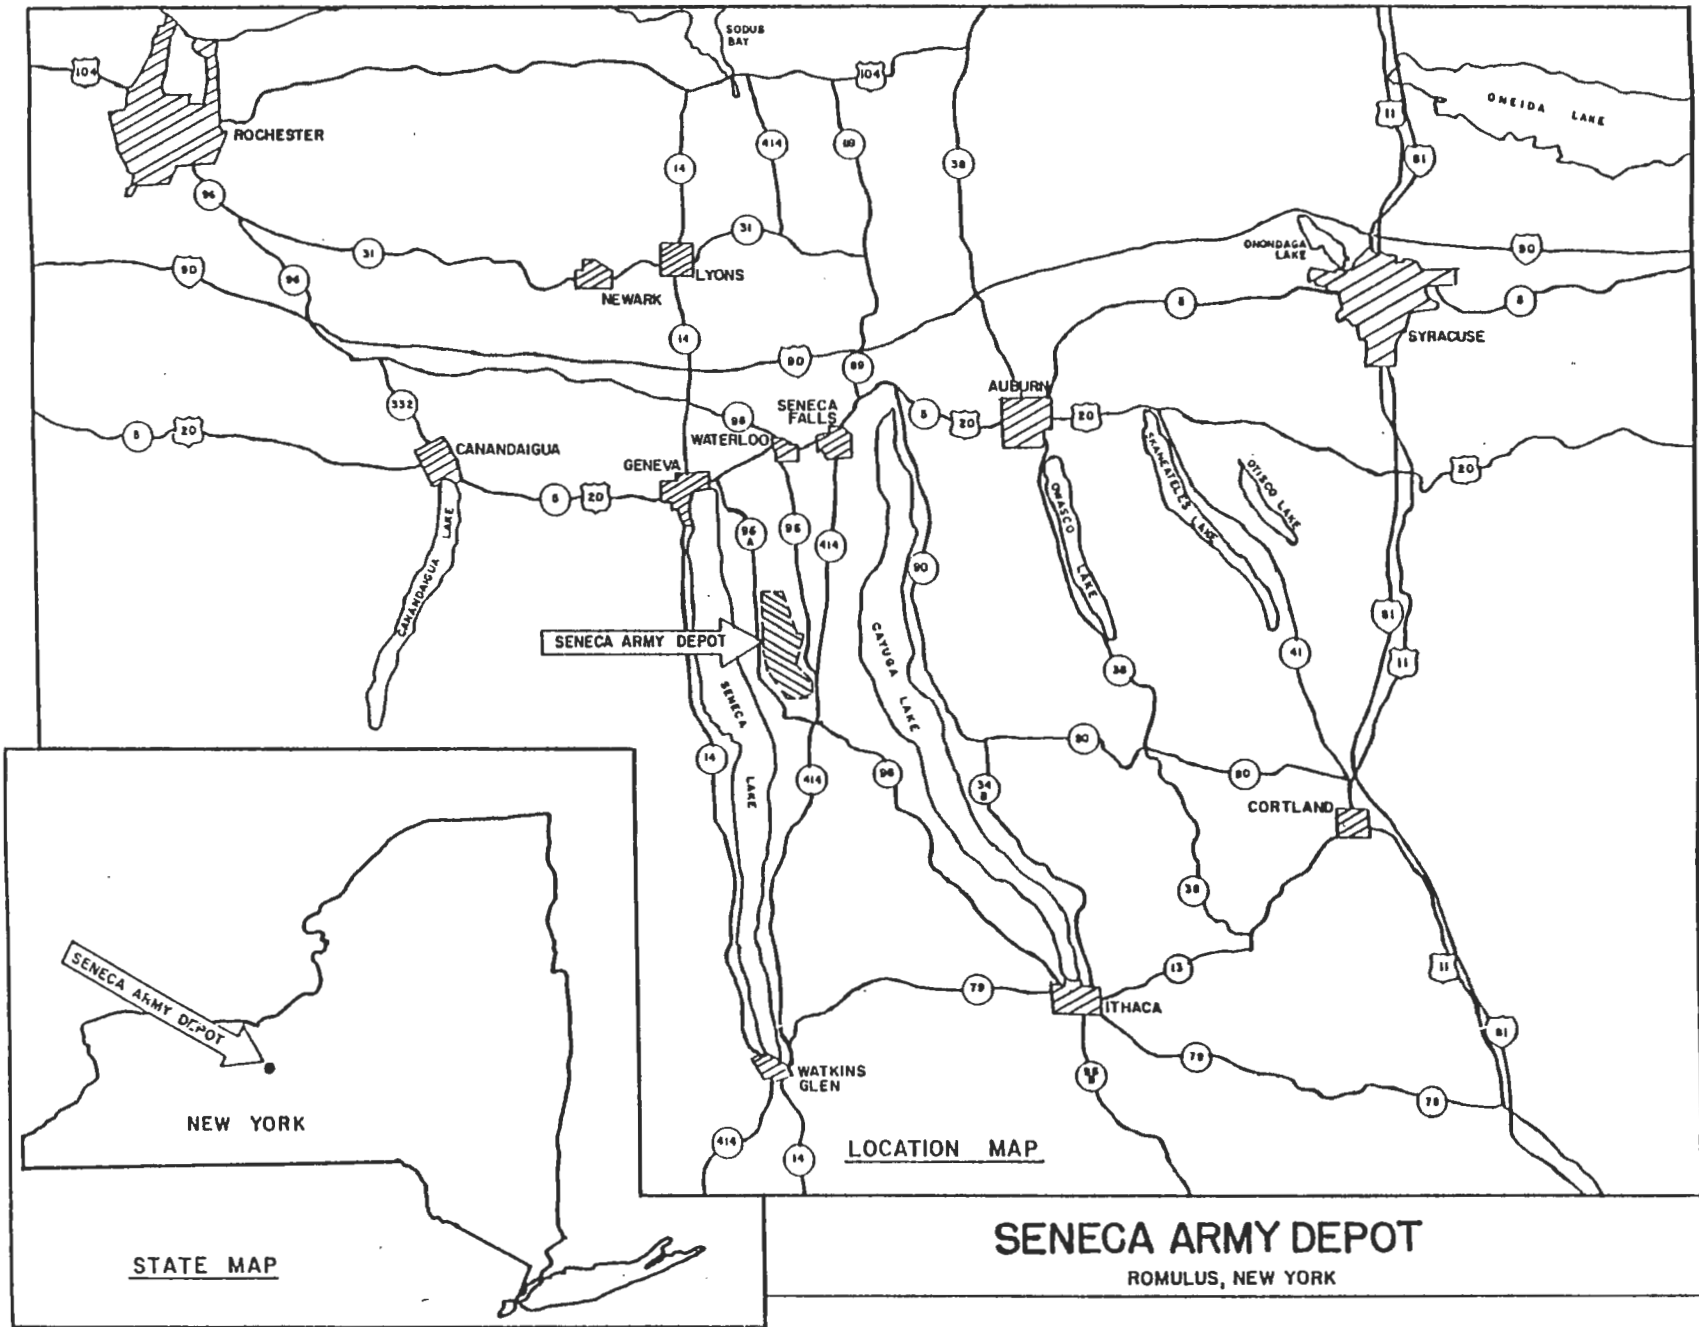 SODUS
BAY
104
104
11
ONEIDA LAKE
ROCHESTER
14
414
89
38
81
96
31
31
ONONDAGA
LAKE
90
90
96
LYONS
NEWARK
5
5
SYRACUSE
14
90
89
332
96
SENECA
FALLS
AUBURN
5
20
20
5
20
CANANDAIGUA
WATERLOO
GENEVA
SKANEATELES LAKE
OTISCO LAKE
20
5
20
CANANDAIGUA LAKE
96
A
96
414
OWASCO LAKE
90
SENECA ARMY DEPOT
CAYUGA LAKE
81
41
11
38
SENECA LAKE
14
414
96
90
90
34
B
CORTLAND
38
79
13
11
ITHACA
81
79
79
WATKINS
GLEN
96
B
414
14
LOCATION MAP
SENECA ARMY DEPOT
NEW YORK
STATE MAP
SENECA ARMY DEPOT
ROMULUS, NEW YORK